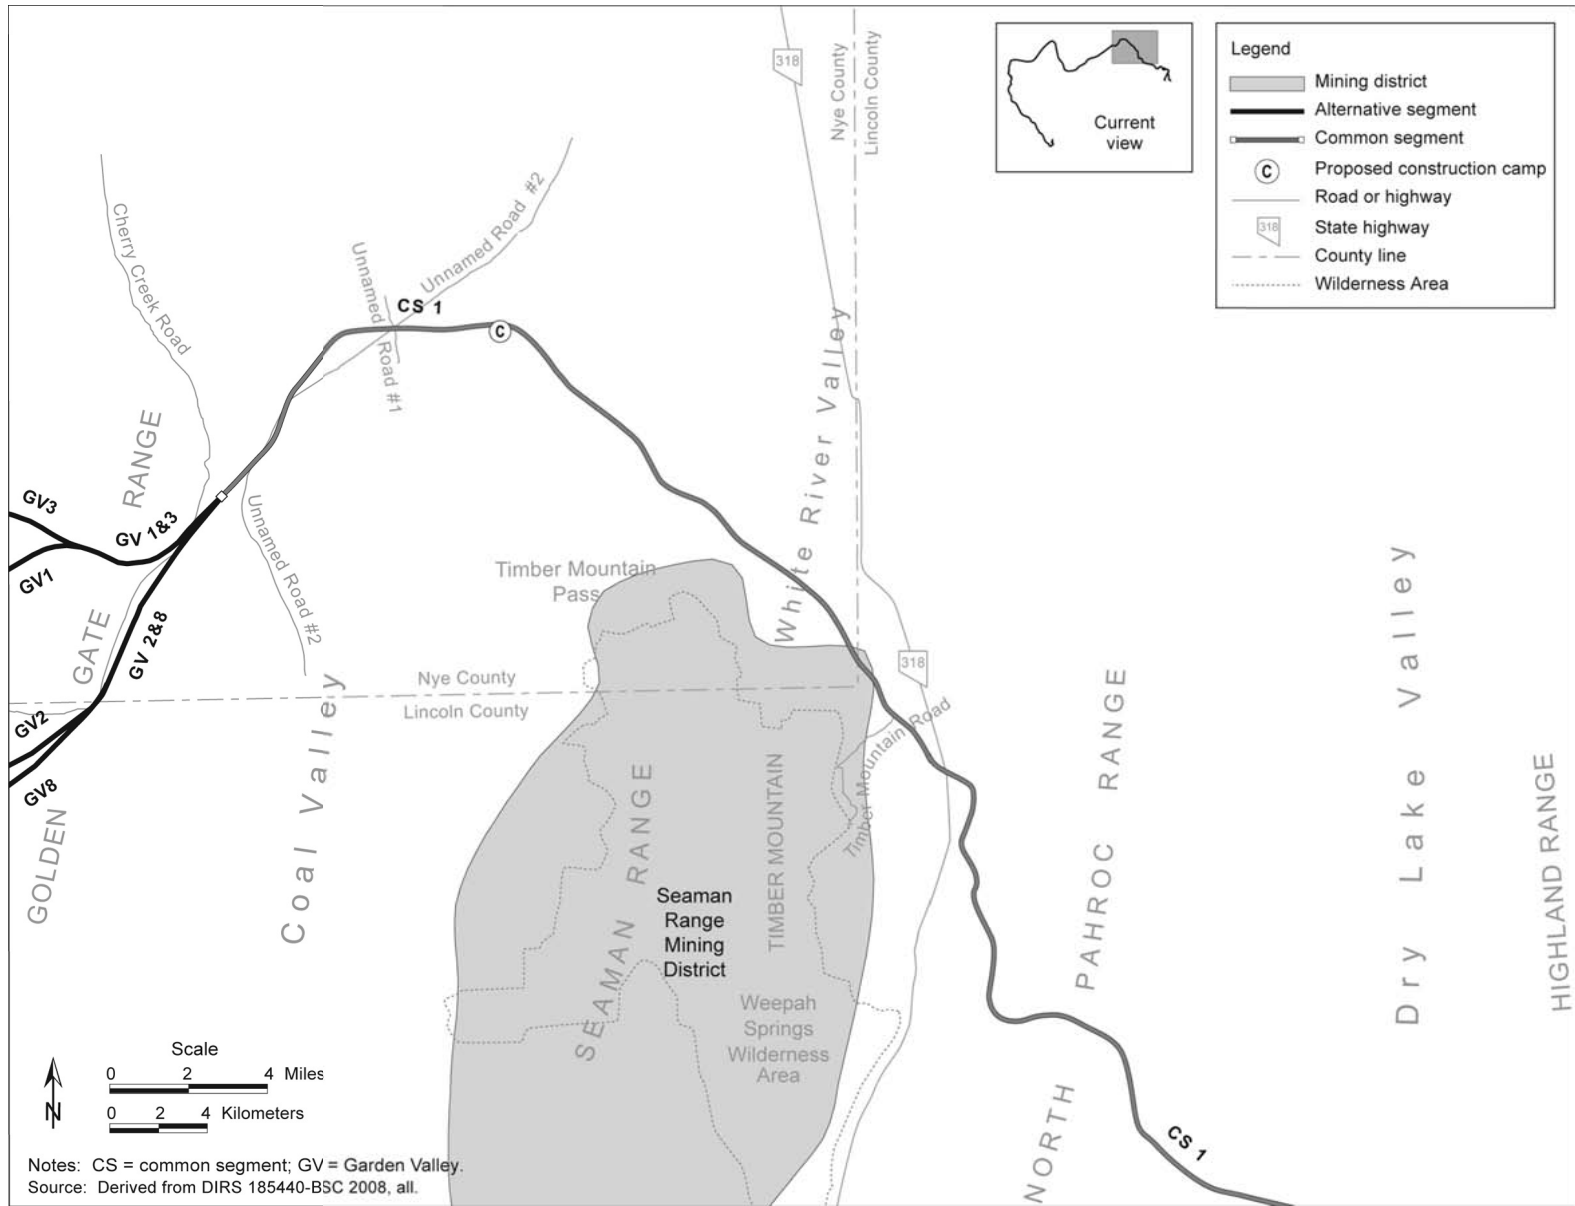 318
Nye County
Lincoln County
Current
view
Legend
Mining district
Alternative segment
Common segment
C
Proposed construction camp
Road or highway
318
State highway
County line
Wilderness Area
Cherry Creek Road
Unnamed Road #2
Unnamed Road #1
CS 1
C
White River Valley
GV3
GV 1&3
GV1
GV 2&8
GV2
GV8
GOLDEN GATE RANGE
Unnamed Road #2
Coal Valley
Timber Mountain
Pass
Nye County
Lincoln County
318
Timber Mountain Road
SEAMAN RANGE
TIMBER MOUNTAIN
Seaman
Range
Mining
District
Weepah
Springs
Wilderness
Area
NORTH PAHROC RANGE
Dry Lake Valley
HIGHLAND RANGE
CS 1
Scale
0 2 4 Miles
0 2 4 Kilometers
N
Notes: CS = common segment; GV = Garden Valley.
Source: Derived from DIRS 185440-BSC 2008, all.